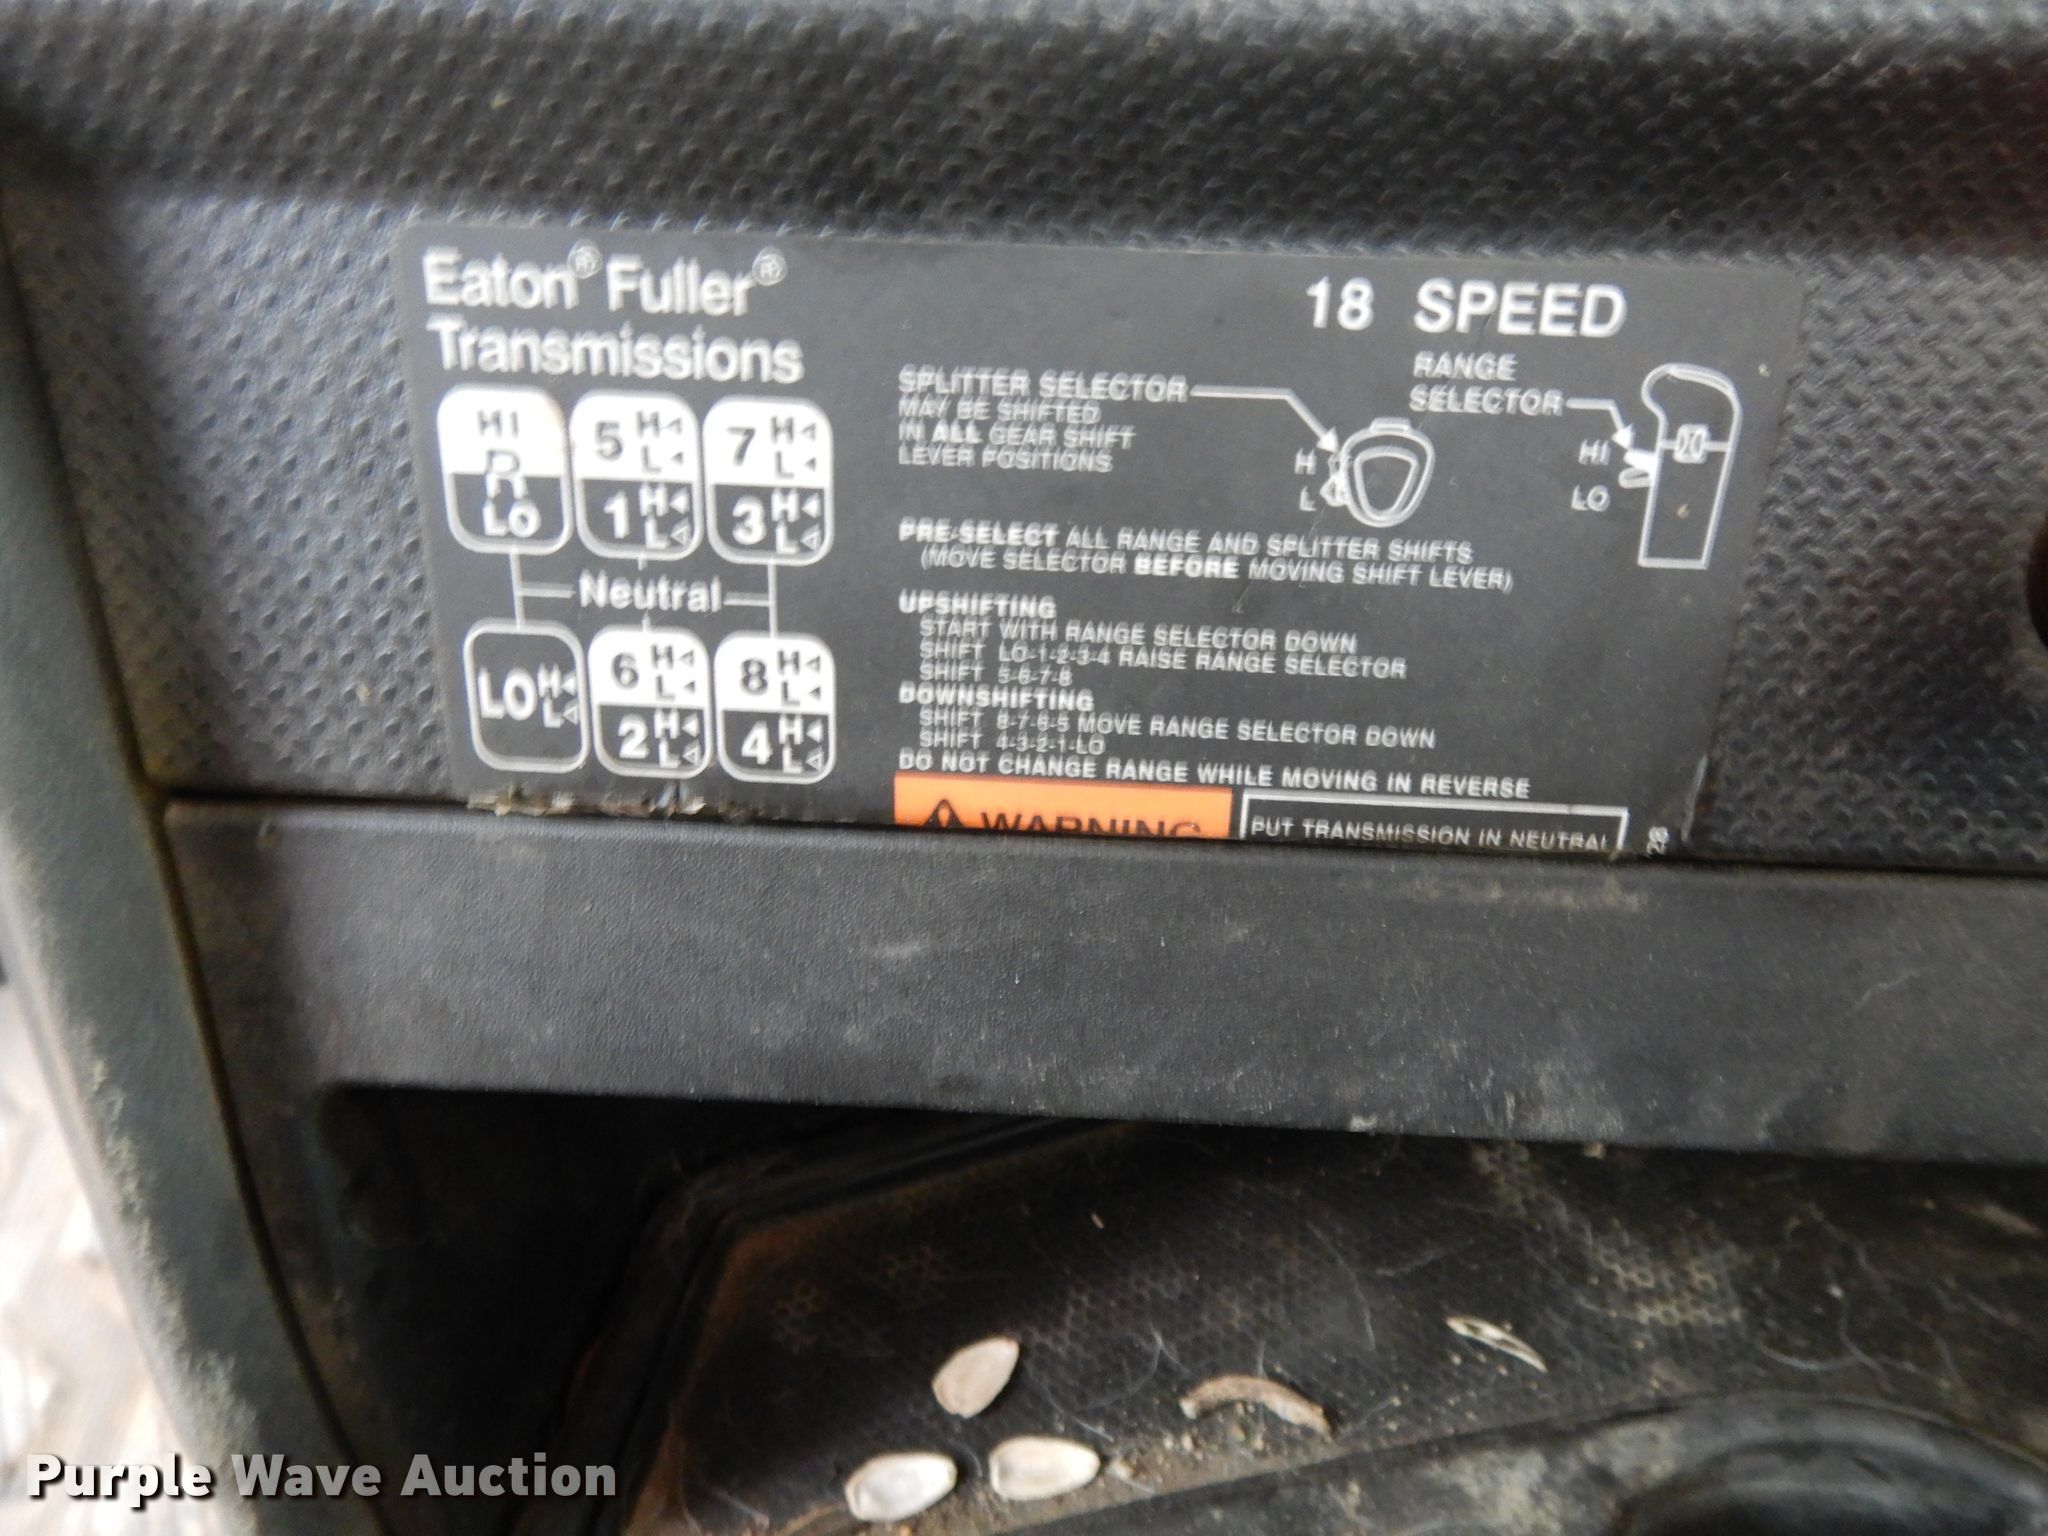 Eaton® Fuller®
Transmissions
18 SPEED
HI
R
LO
5 H L
1 H L
7 H L
3 H L
Neutral
LO H L
6 H L
2 H L
8 H L
4 H L
SPLITTER SELECTOR
MAY BE SHIFTED
IN ALL GEAR SHIFT
LEVER POSITIONS
H
L
RANGE
SELECTOR
HI
LO
PRE-SELECT ALL RANGE AND SPLITTER SHIFTS
(MOVE SELECTOR BEFORE MOVING SHIFT LEVER)
UPSHIFTING
START WITH RANGE SELECTOR DOWN
SHIFT LO-1-2-3-4 RAISE RANGE SELECTOR
SHIFT 5-6-7-8
DOWNSHIFTING
SHIFT 8-7-6-5 MOVE RANGE SELECTOR DOWN
SHIFT 4-3-2-1-LO
DO NOT CHANGE RANGE WHILE MOVING IN REVERSE
WARNING
PUT TRANSMISSION IN NEUTRAL
Purple Wave Auction